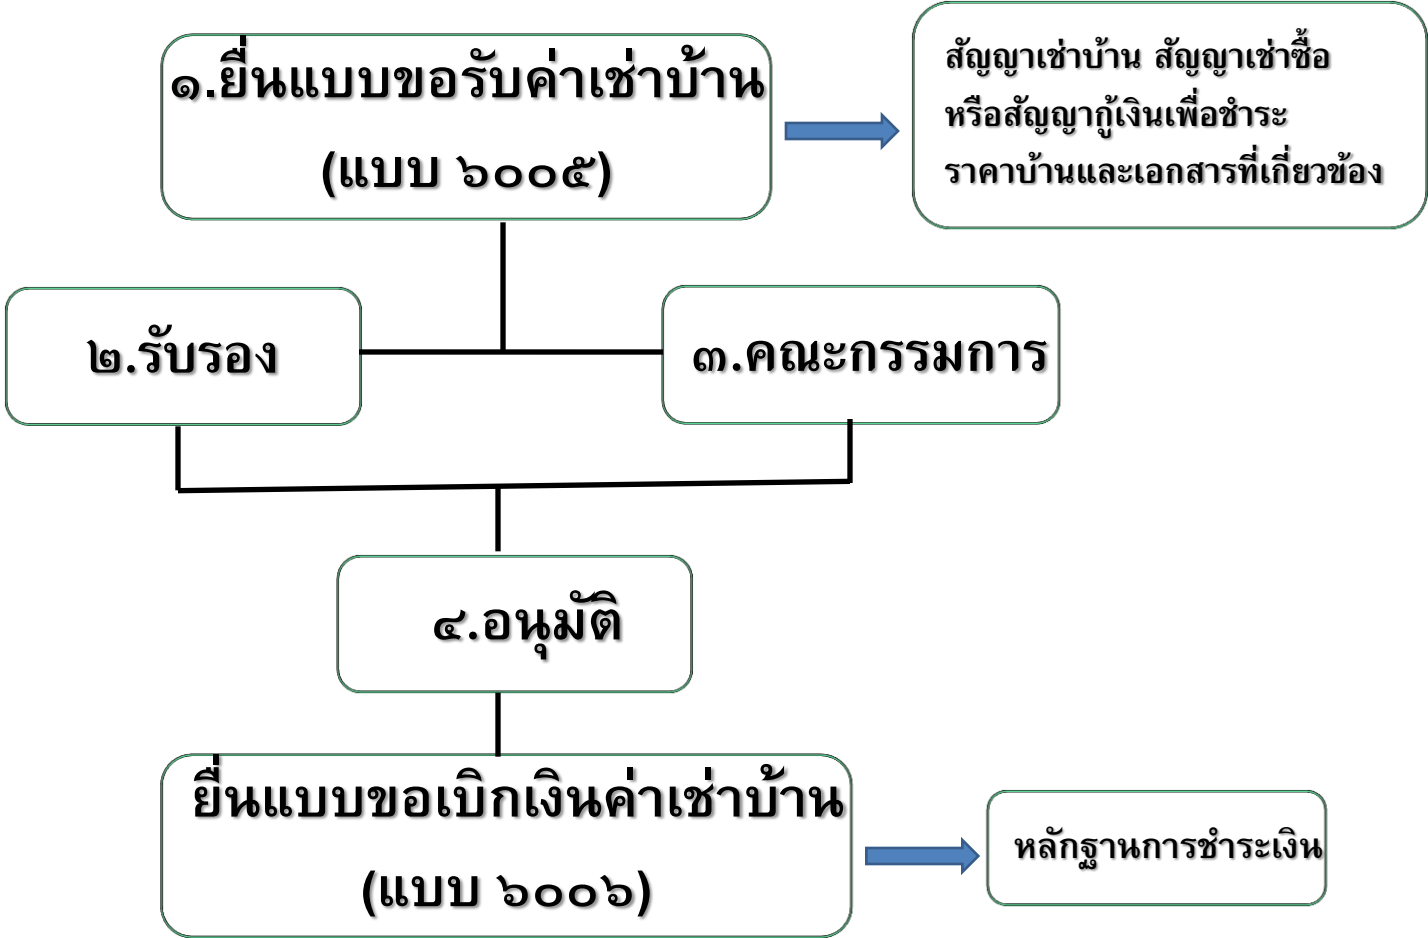 ๑.ยื่นแบบขอรับค่าเช่าบ้าน
(แบบ ๖๐๐๕)
สัญญาเช่าบ้าน สัญญาเช่าซื้อ
หรือสัญญากู้เงินเพื่อชำระ
ราคาบ้านและเอกสารที่เกี่ยวข้อง
๒.รับรอง
๓.คณะกรรมการ
๔.อนุมัติ
ยื่นแบบขอเบิกเงินค่าเช่าบ้าน
(แบบ ๖๐๐๖)
หลักฐานการชำระเงิน